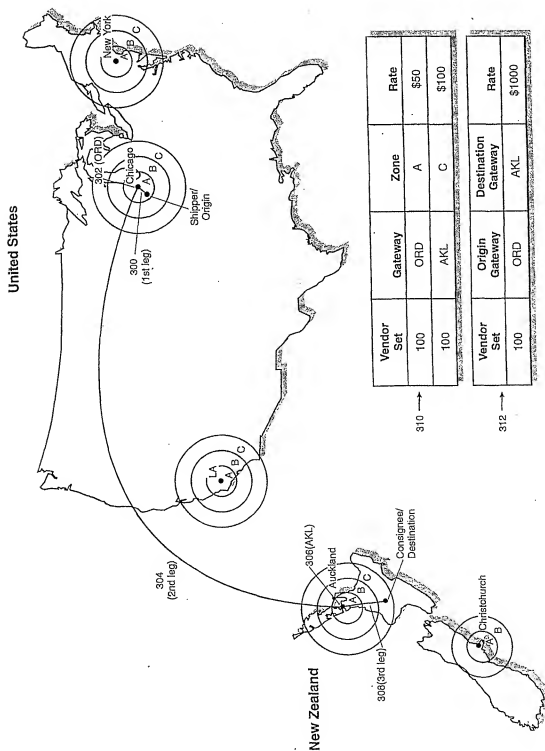 United States
New York
A
B
C
302 (ORD)
Chicago
A
B
C
Shipper/
Origin
300
(1st leg)
LA
A
B
C
304
(2nd leg)
New Zealand
306(AKL)
Auckland
A
B
C
308(3rd leg)
Consignee/
Destination
Christchurch
A
B
310
Vendor Set Gateway Zone Rate
100 ORD A $50
100 AKL C $100
312
Vendor Set Origin Gateway Destination Gateway Rate
100 ORD AKL $1000